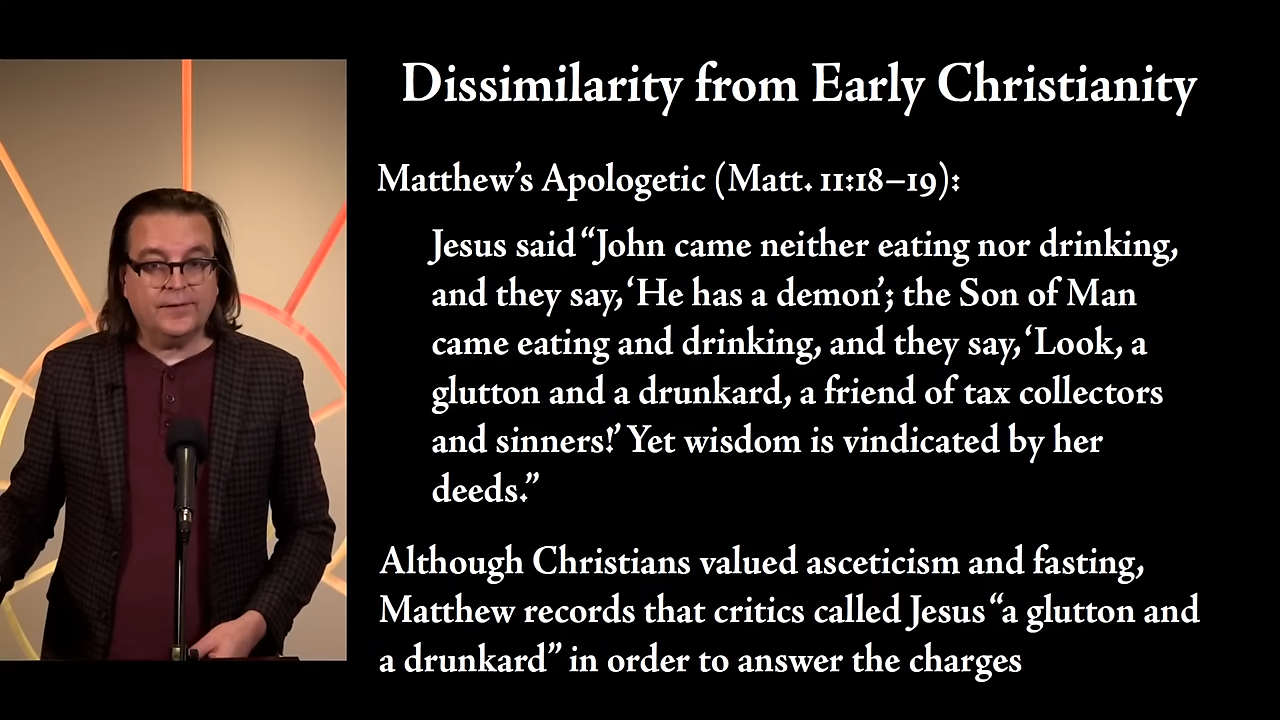 Dissimilarity from Early Christianity
Matthew’s Apologetic (Matt. 11:18–19):
Jesus said “John came neither eating nor drinking,
and they say, ‘He has a demon’; the Son of Man
came eating and drinking, and they say, ‘Look, a
glutton and a drunkard, a friend of tax collectors
and sinners!’ Yet wisdom is vindicated by her
deeds.”
Although Christians valued asceticism and fasting,
Matthew records that critics called Jesus “a glutton and
a drunkard” in order to answer the charges